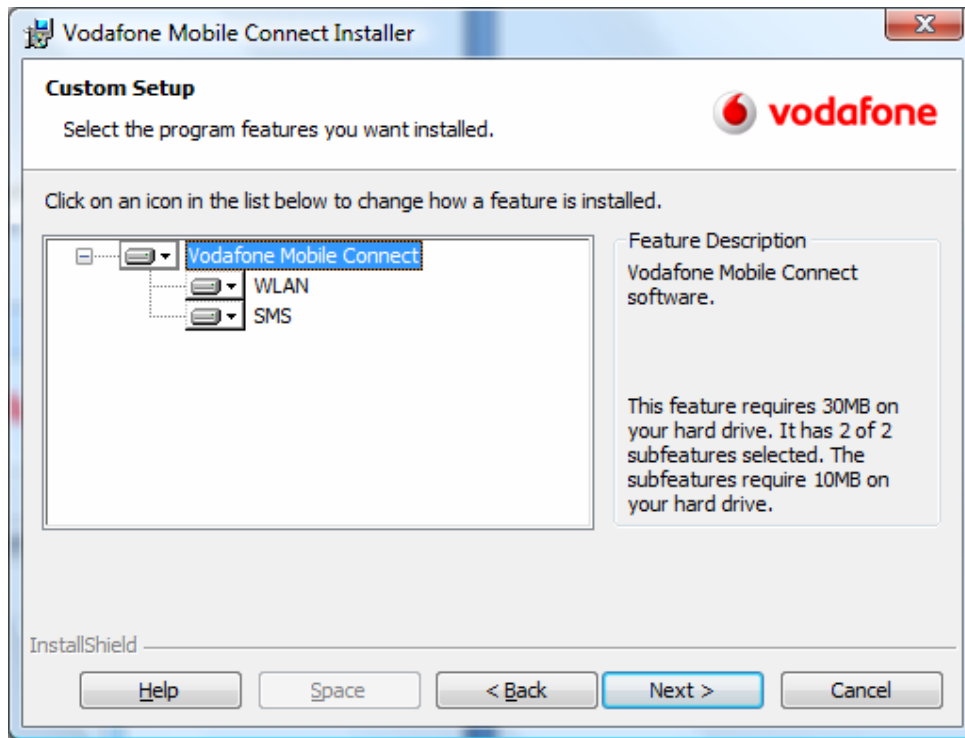 Vodafone Mobile Connect Installer
Custom Setup
Select the program features you want installed.
vodafone
Click on an icon in the list below to change how a feature is installed.
Vodafone Mobile Connect
WLAN
SMS
Feature Description
Vodafone Mobile Connect
software.
This feature requires 30MB on
your hard drive. It has 2 of 2
subfeatures selected. The
subfeatures require 10MB on
your hard drive.
InstallShield
Help
Space
< Back
Next >
Cancel